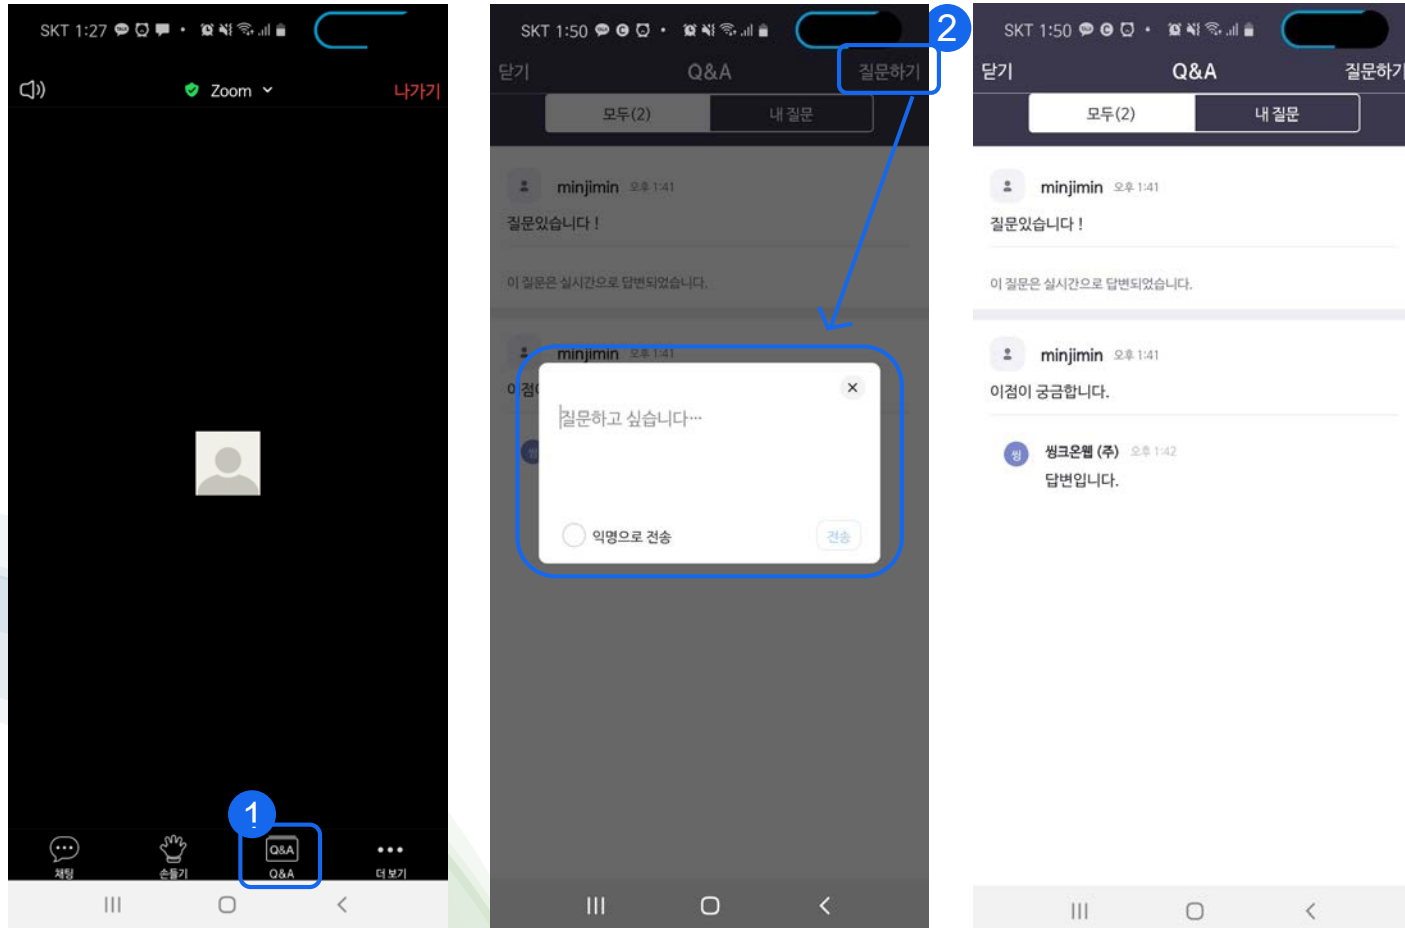 SKT 1:27
Zoom
나가기
1
채팅
손들기
Q&A
Q&A
더 보기
SKT 1:50
2
닫기
Q&A
질문하기
모두(2)
내 질문
minjimin 오후 1:41
질문있습니다 !
이 질문은 실시간으로 답변되었습니다.
minjimin 오후 1:41
이점이
질문하고 싶습니다…
익명으로 전송
전송
SKT 1:50
닫기
Q&A
질문하기
모두(2)
내 질문
minjimin 오후 1:41
질문있습니다 !
이 질문은 실시간으로 답변되었습니다.
minjimin 오후 1:41
이점이 궁금합니다.
씽
씽크온웹 (주) 오후 1:42
답변입니다.